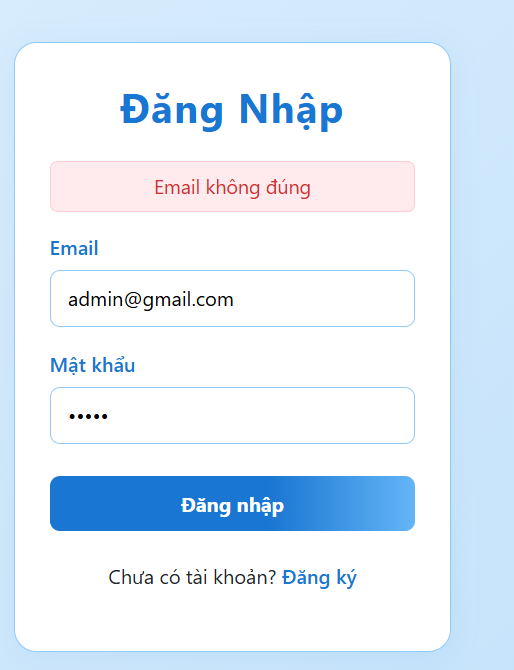 Đăng Nhập
Email không đúng
Email
admin@gmail.com
Mật khẩu
•••••
Đăng nhập
Chưa có tài khoản? Đăng ký